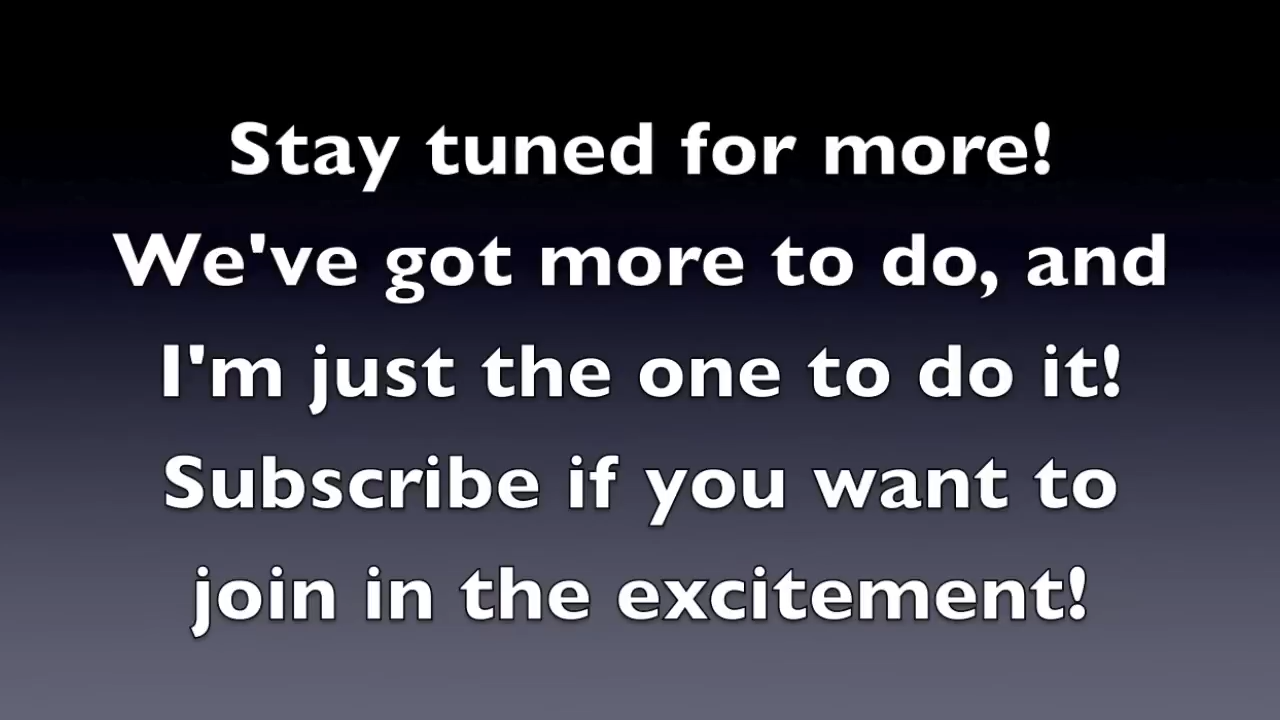 Stay tuned for more!
We've got more to do, and
I'm just the one to do it!
Subscribe if you want to
join in the excitement!